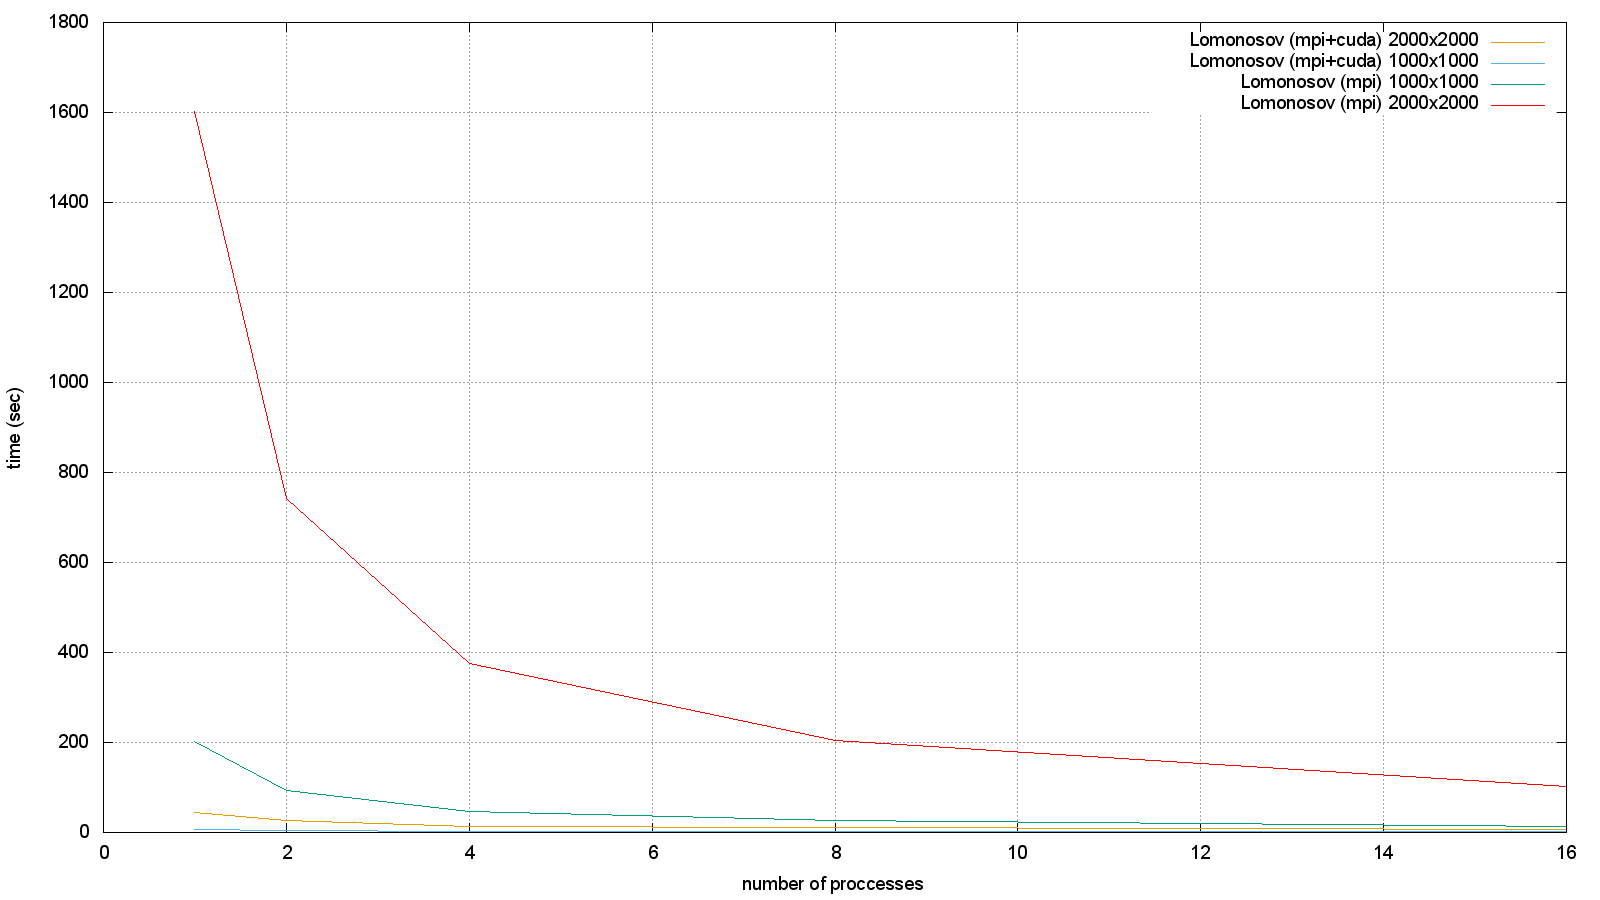 1800
1600
1400
1200
1000
800
600
400
200
0
time (sec)
Lomonosov (mpi+cuda) 2000x2000
Lomonosov (mpi+cuda) 1000x1000
Lomonosov (mpi) 1000x1000
Lomonosov (mpi) 2000x2000
0 2 4 6 8 10 12 14 16
number of proccesses